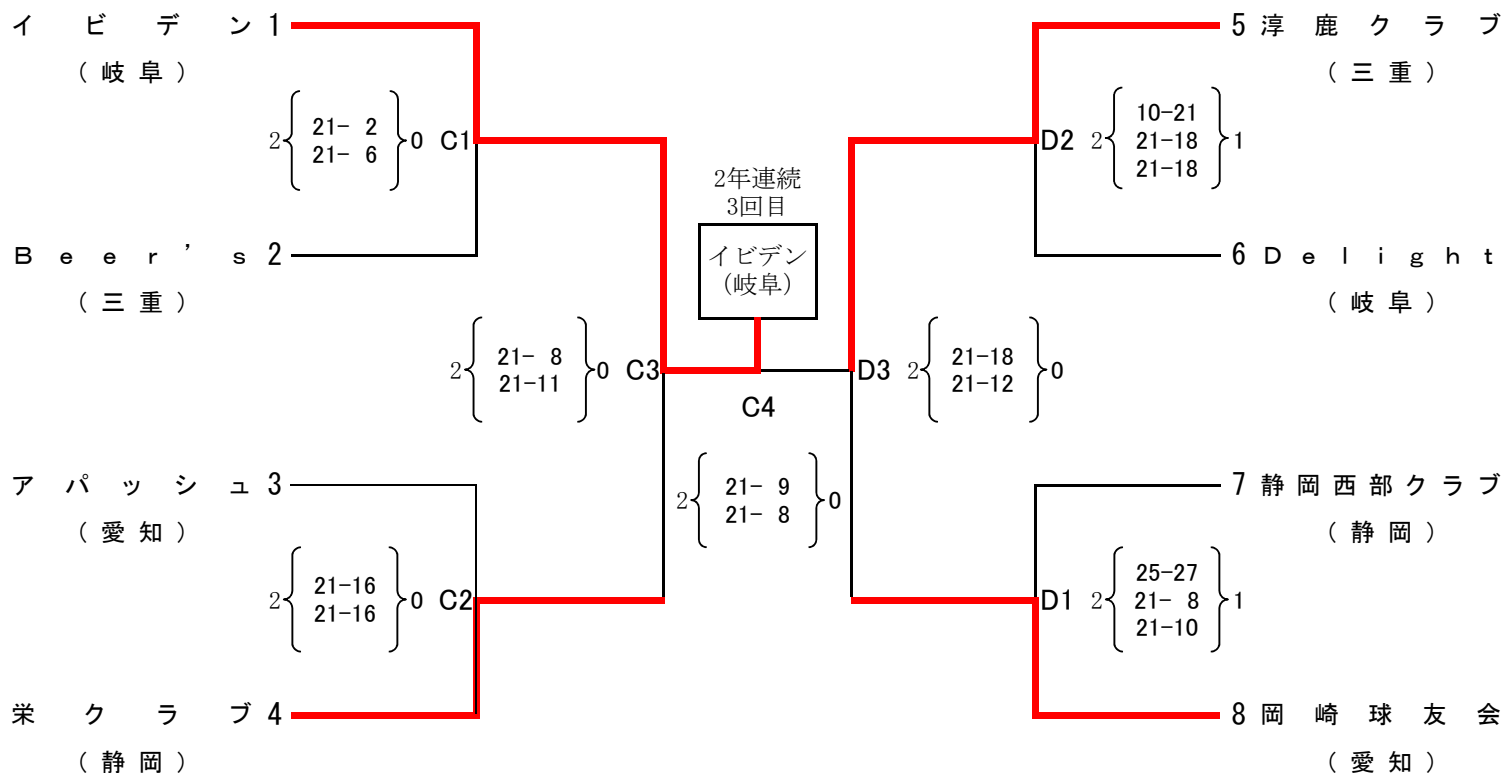 イビデン 1
(岐阜)
2 21- 2 0 C1
21- 6
Beer's 2
(三重)
2 21- 8 0 C3
21-11
アパッシュ 3
(愛知)
2 21-16 0 C2
21-16
栄クラブ 4
(静岡)
2年連続
3回目
イビデン
(岐阜)
C4
2 21- 9 0
21- 8
5 淳鹿クラブ
(三重)
D2 2 10-21 1
21-18
21-18
6 Delight
(岐阜)
D3 2 21-18 0
21-12
7 静岡西部クラブ
(静岡)
D1 2 25-27 1
21- 8
21-10
8 岡崎球友会
(愛知)